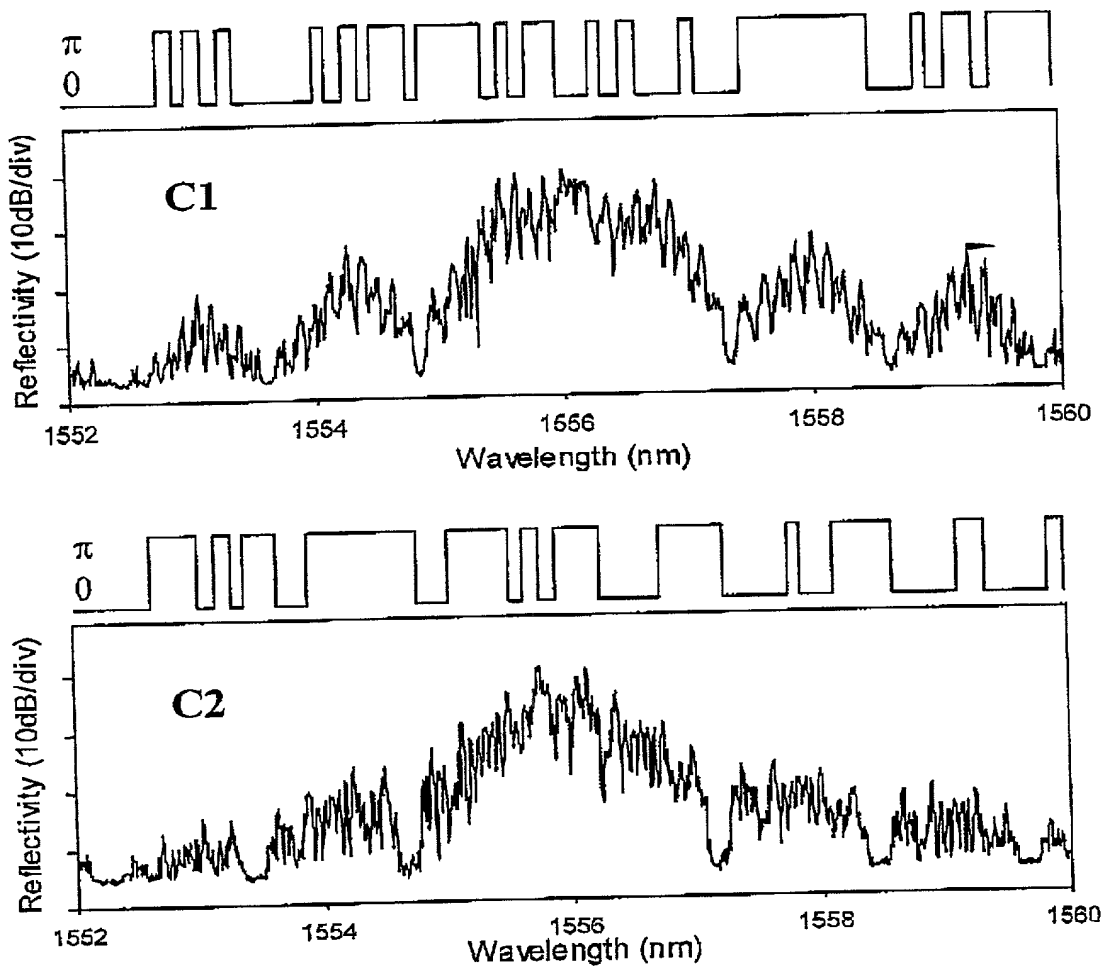 π
0
C1
Reflectivity (10dB/div)
1552 1554 1556 1558 1560
Wavelength (nm)
π
0
C2
Reflectivity (10dB/div)
1552 1554 1556 1558 1560
Wavelength (nm)